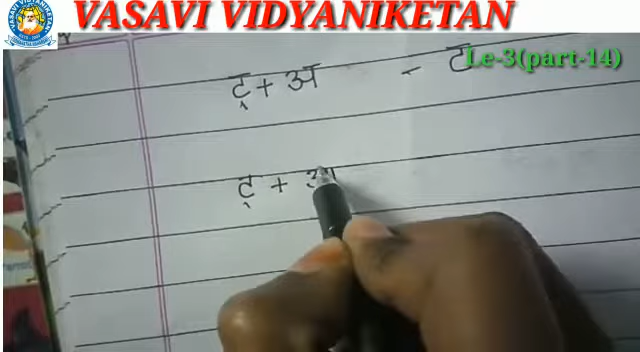 VASAVI VIDYANIKETAN
Le-3(part-14)
ट् + अ - ट
ट् +